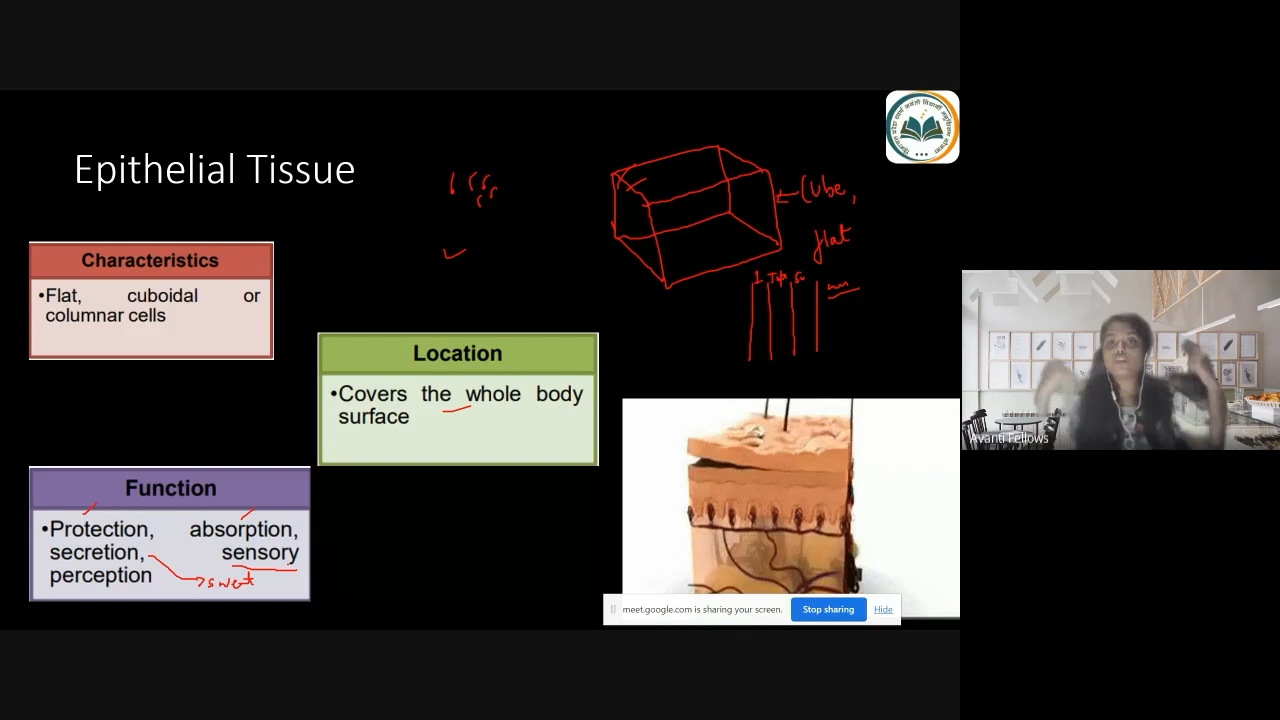 Epithelial Tissue
Characteristics
•Flat, cuboidal or
columnar cells
Location
•Covers the whole body
surface
Function
•Protection, absorption,
secretion, sensory
perception
sweat
Cube,
flat
meet.google.com is sharing your screen.
Stop sharing
Hide
Avanti Fellows